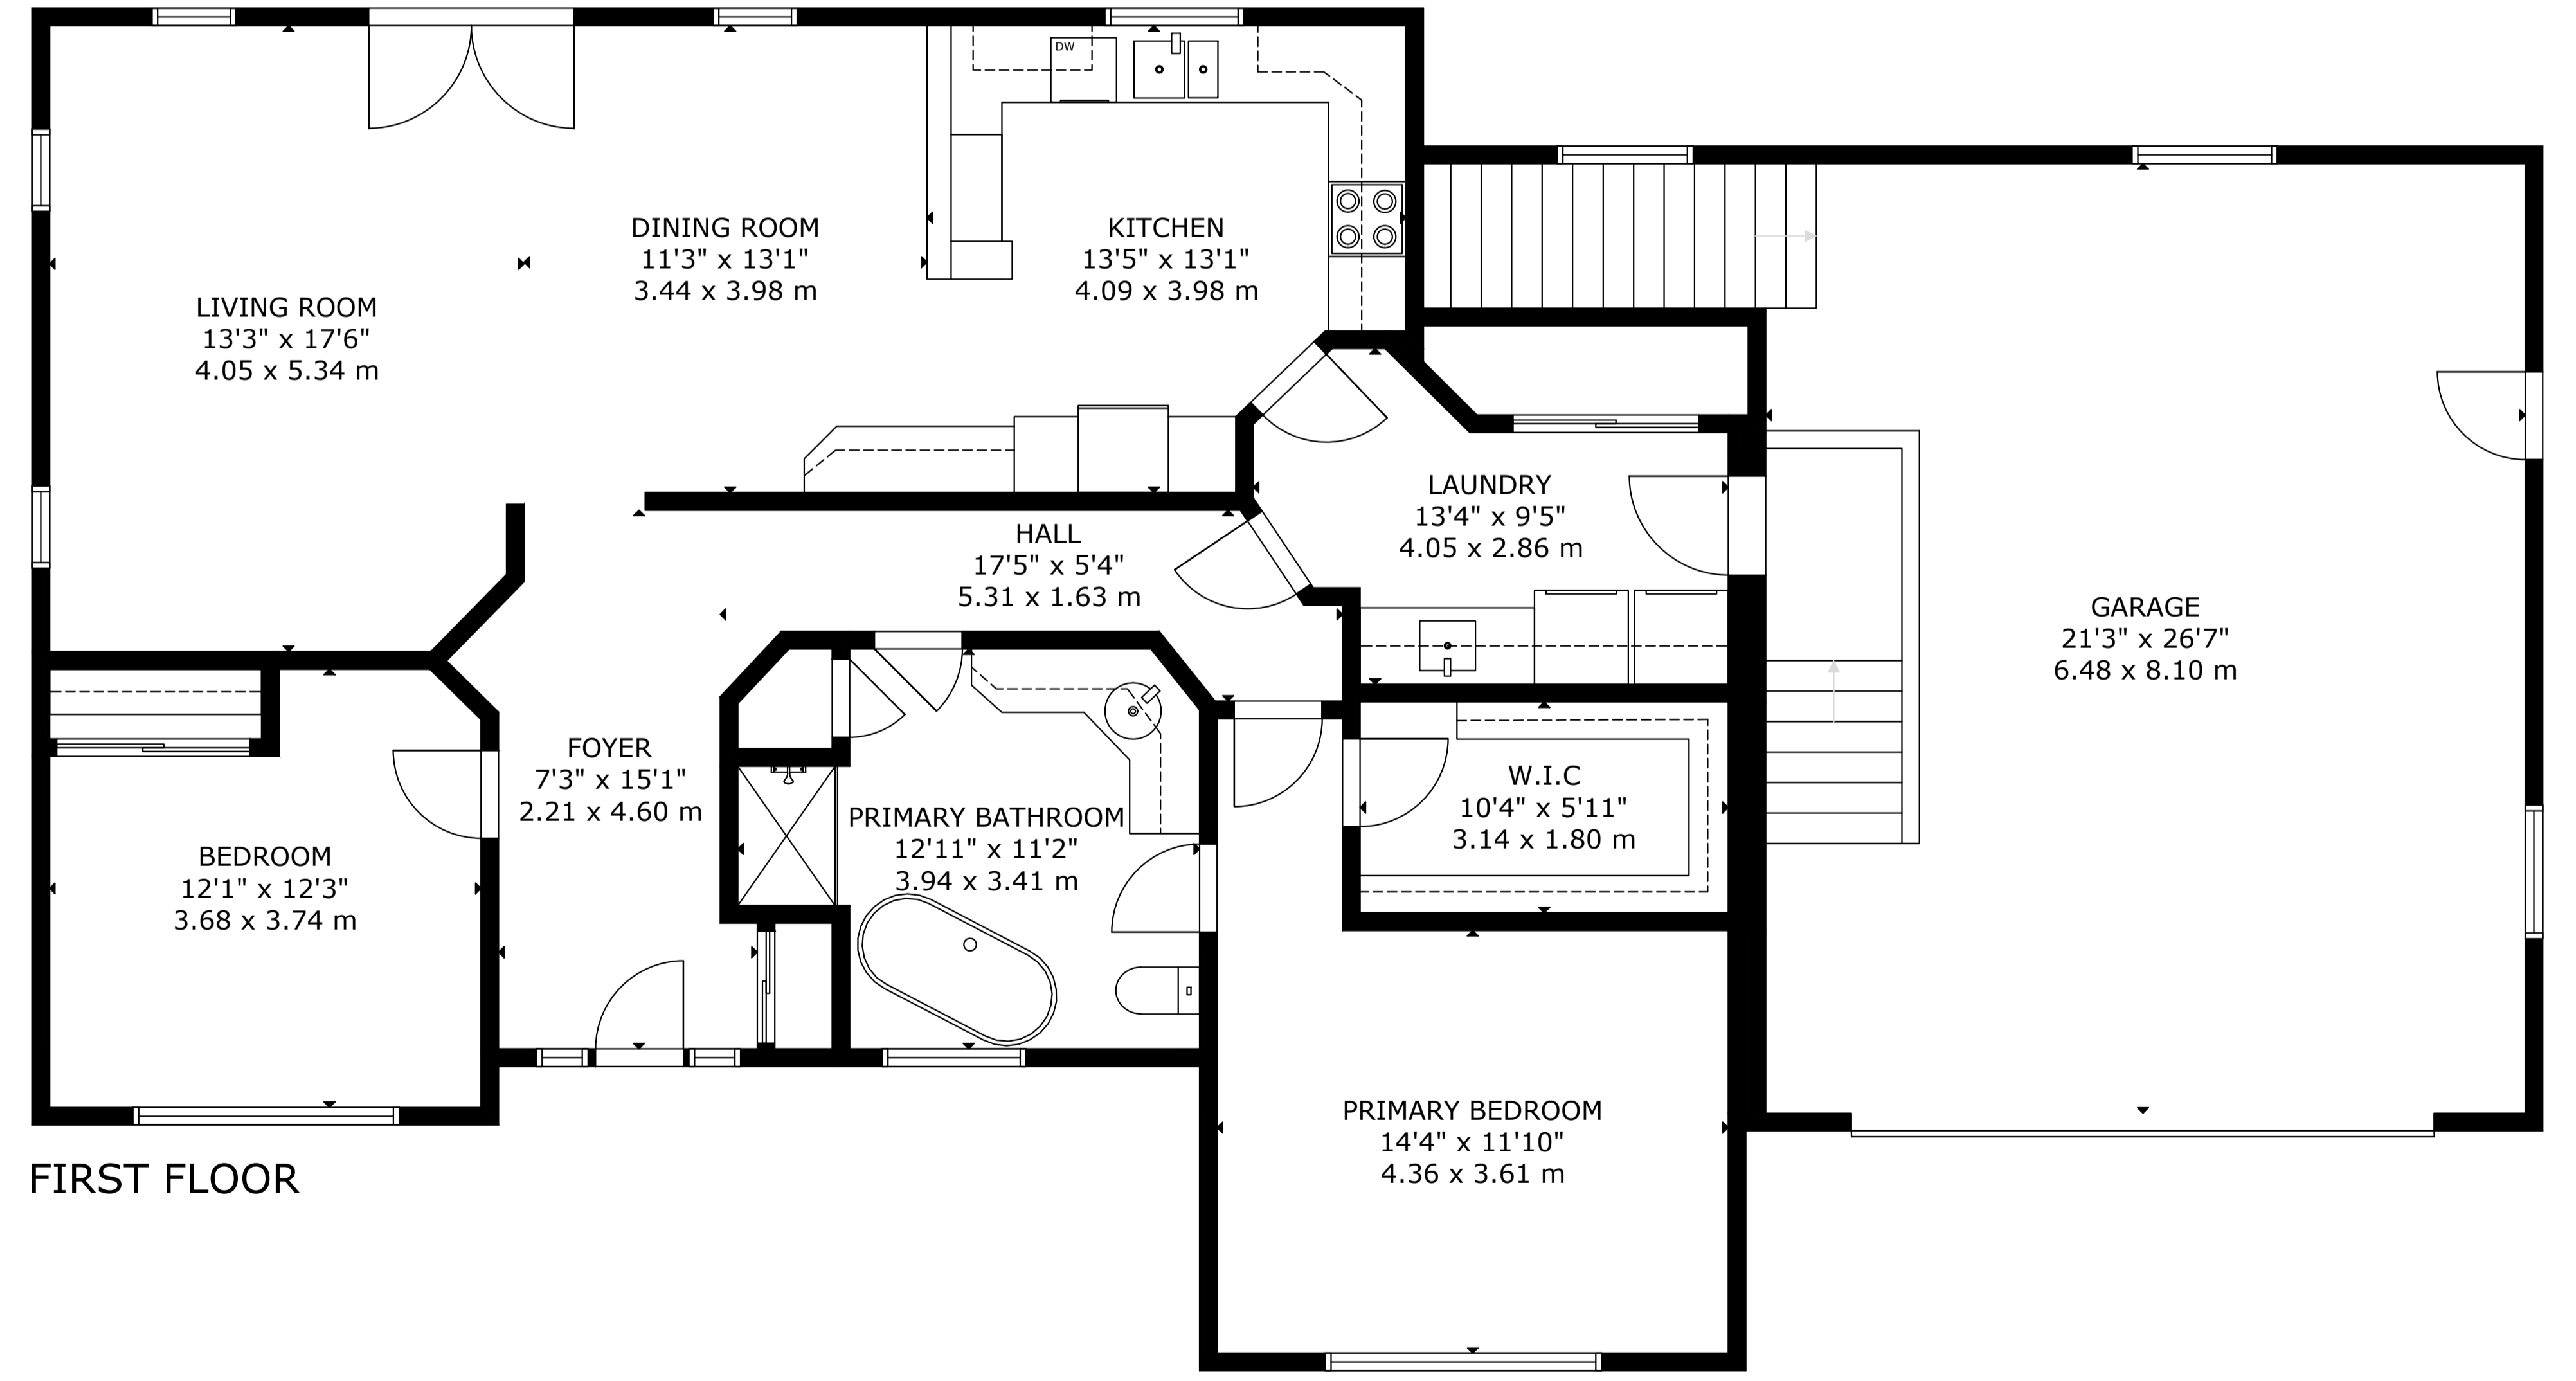 DW
DINING ROOM
11'3" x 13'1"
3.44 x 3.98 m
KITCHEN
13'5" x 13'1"
4.09 x 3.98 m
LIVING ROOM
13'3" x 17'6"
4.05 x 5.34 m
LAUNDRY
13'4" x 9'5"
4.05 x 2.86 m
HALL
17'5" x 5'4"
5.31 x 1.63 m
GARAGE
21'3" x 26'7"
6.48 x 8.10 m
FOYER
7'3" x 15'1"
2.21 x 4.60 m
W.I.C
10'4" x 5'11"
3.14 x 1.80 m
PRIMARY BATHROOM
12'11" x 11'2"
3.94 x 3.41 m
BEDROOM
12'1" x 12'3"
3.68 x 3.74 m
PRIMARY BEDROOM
14'4" x 11'10"
4.36 x 3.61 m
FIRST FLOOR